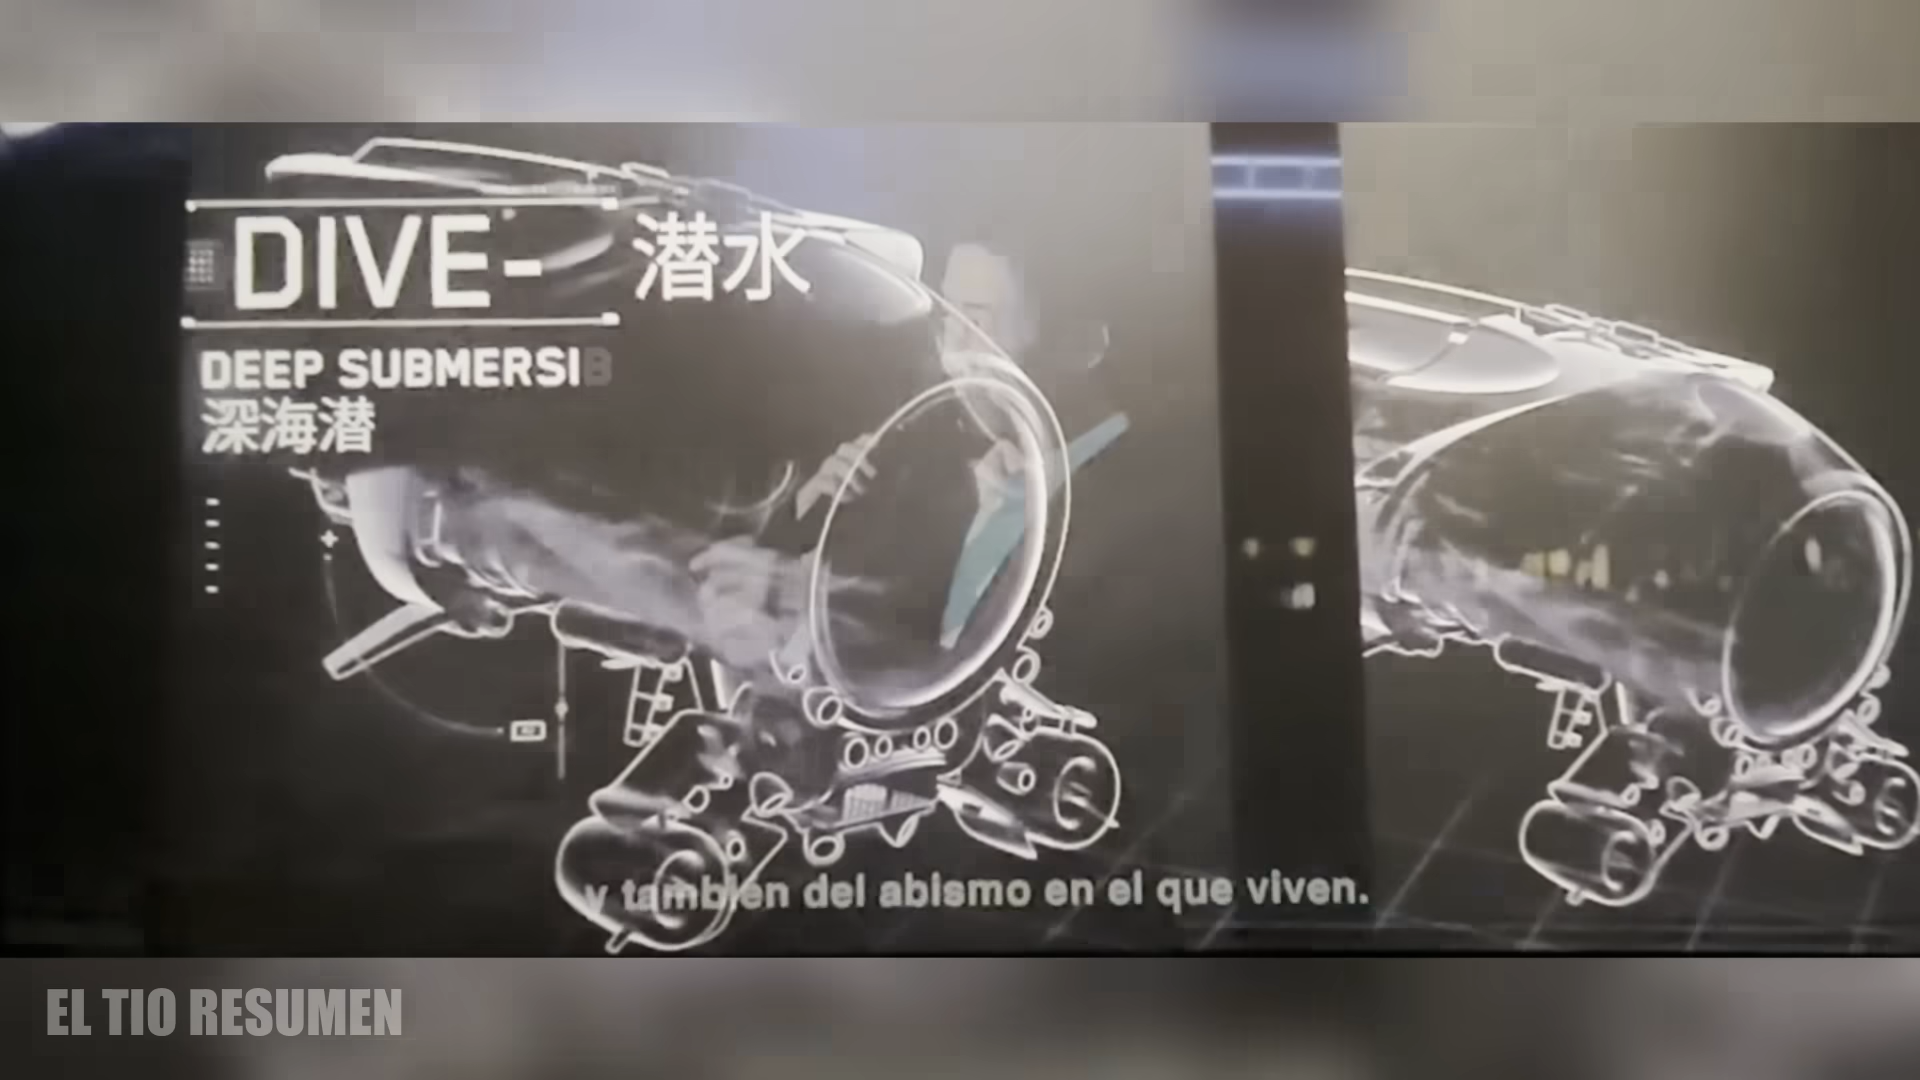 DIVE- 潜水
DEEP SUBMERSIB
深海潜
y también del abismo en el que viven.
EL TIO RESUMEN